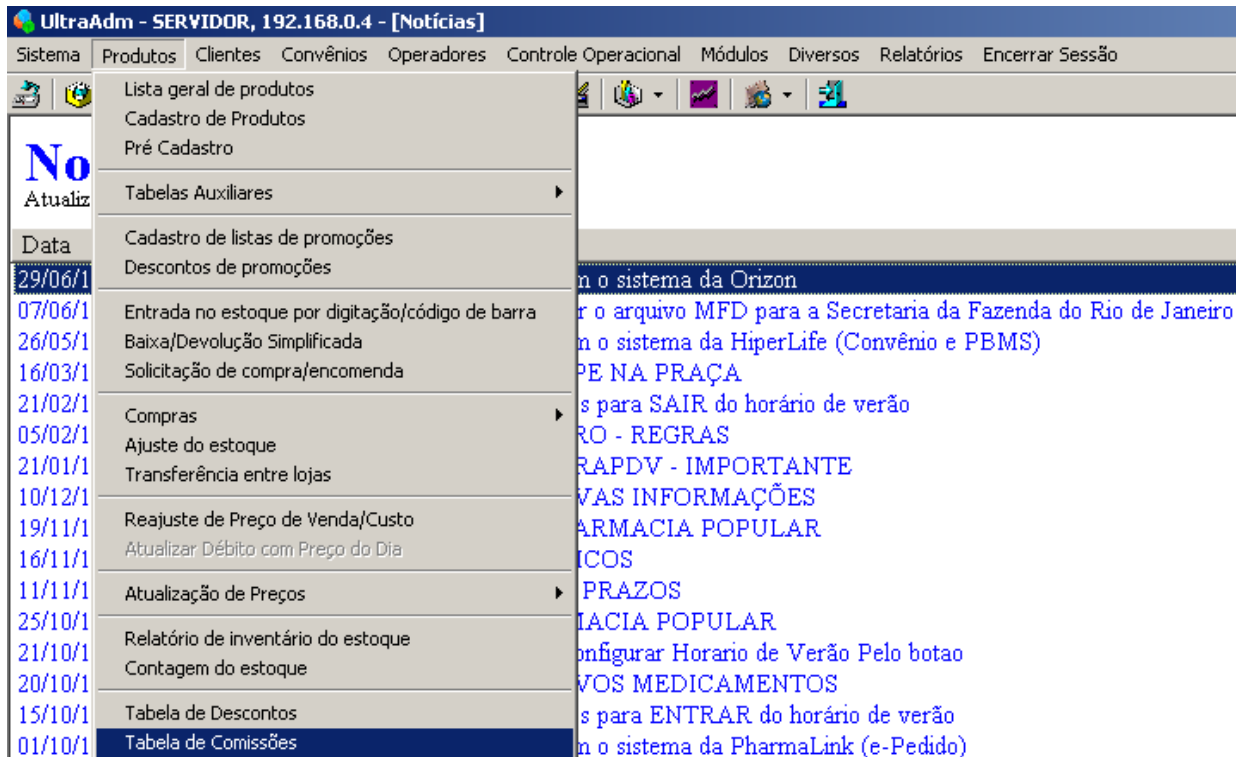 UltraAdm - SERVIDOR, 192.168.0.4 - [Notícias]
Sistema Produtos Clientes Convênios Operadores Controle Operacional Módulos Diversos Relatórios Encerrar Sessão
Lista geral de produtos
Cadastro de Produtos
Pré Cadastro
Tabelas Auxiliares
Cadastro de listas de promoções
Descontos de promoções
Entrada no estoque por digitação/código de barra
Baixa/Devolução Simplificada
Solicitação de compra/encomenda
Compras
Ajuste do estoque
Transferência entre lojas
Reajuste de Preço de Venda/Custo
Atualizar Débito com Preço do Dia
Atualização de Preços
Relatório de inventário do estoque
Contagem do estoque
Tabela de Descontos
Tabela de Comissões
No
Atualiz
Data
29/06/1 m o sistema da Orizon
07/06/1 r o arquivo MFD para a Secretaria da Fazenda do Rio de Janeiro
26/05/1 m o sistema da HiperLife (Convênio e PBMS)
16/03/1 PE NA PRAÇA
21/02/1 s para SAIR do horário de verão
05/02/1 RO - REGRAS
21/01/1 RAPDV - IMPORTANTE
10/12/1 VAS INFORMAÇÕES
19/11/1 ARMACIA POPULAR
16/11/1 ICOS
11/11/1 PRAZOS
25/10/1 MACIA POPULAR
21/10/1 onfigurar Horario de Verão Pelo botao
20/10/1 VOS MEDICAMENTOS
15/10/1 s para ENTRAR do horário de verão
01/10/1 m o sistema da PharmaLink (e-Pedido)